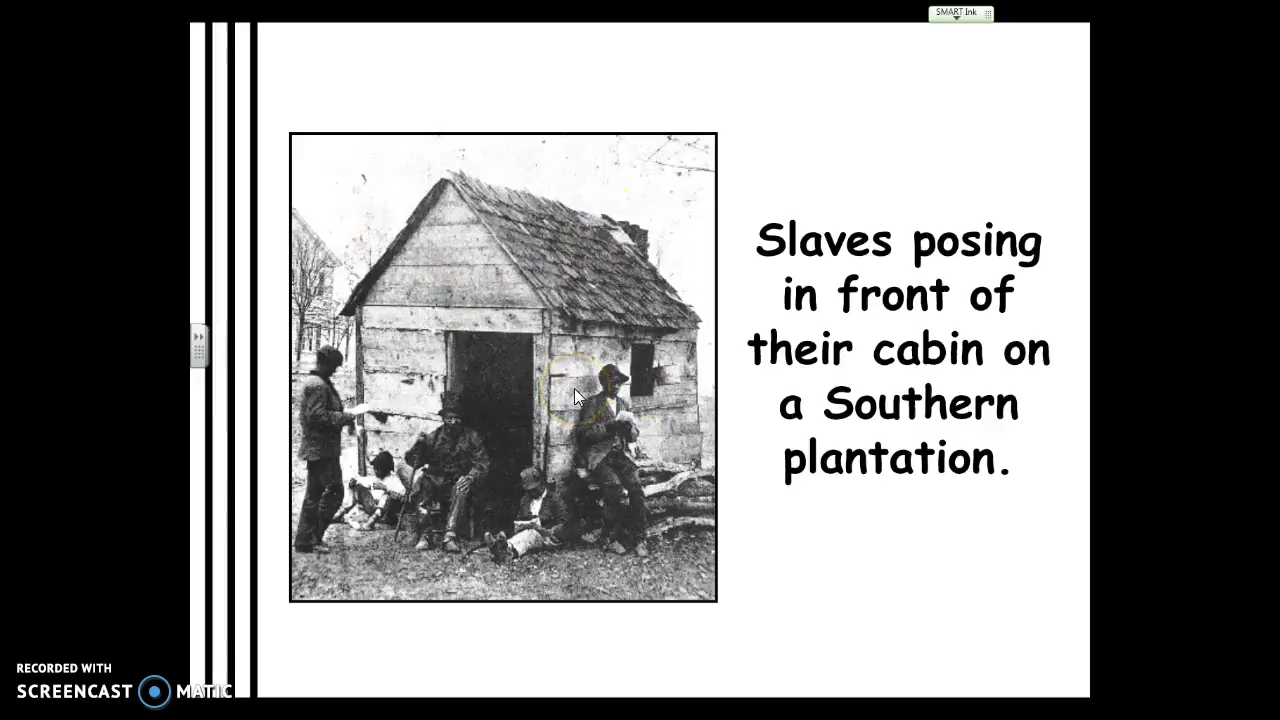 SMART Ink
Slaves posing
in front of
their cabin on
a Southern
plantation.
RECORDED WITH
SCREENCAST MATIC